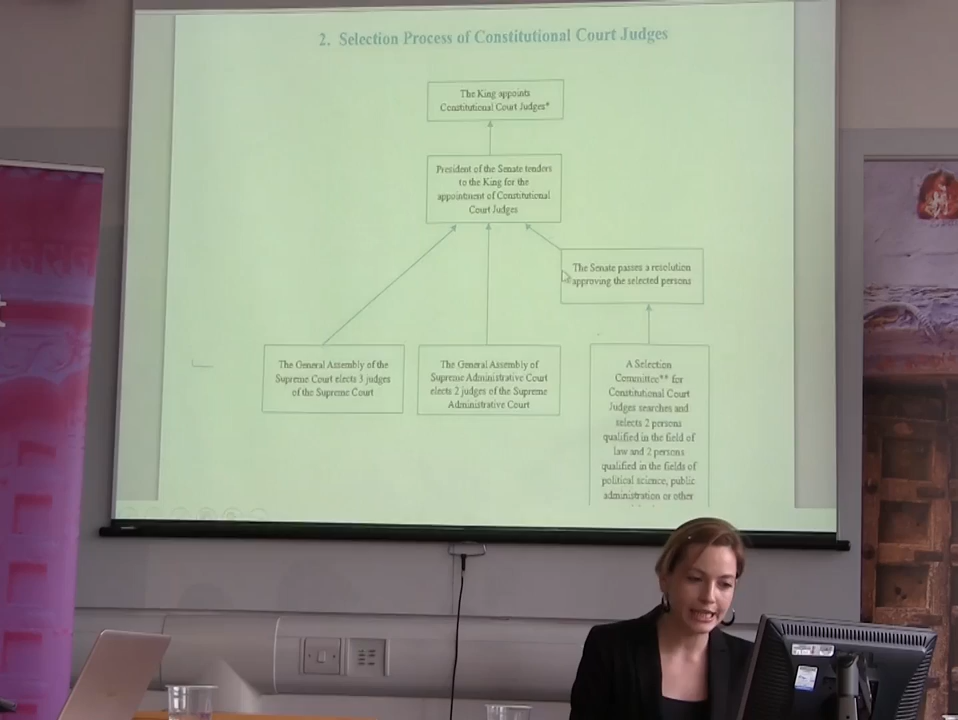 2. Selection Process of Constitutional Court Judges
The King appoints
Constitutional Court Judges*
President of the Senate tenders
to the King for the
appointment of Constitutional
Court Judges
The Senate passes a resolution
approving the selected persons
The General Assembly of the
Supreme Court elects 3 judges
of the Supreme Court
The General Assembly of
Supreme Administrative Court
elects 2 judges of the Supreme
Administrative Court
A Selection
Committee** for
Constitutional Court
Judges searches and
selects 2 persons
qualified in the field of
law and 2 persons
qualified in the fields of
political science, public
administration or other